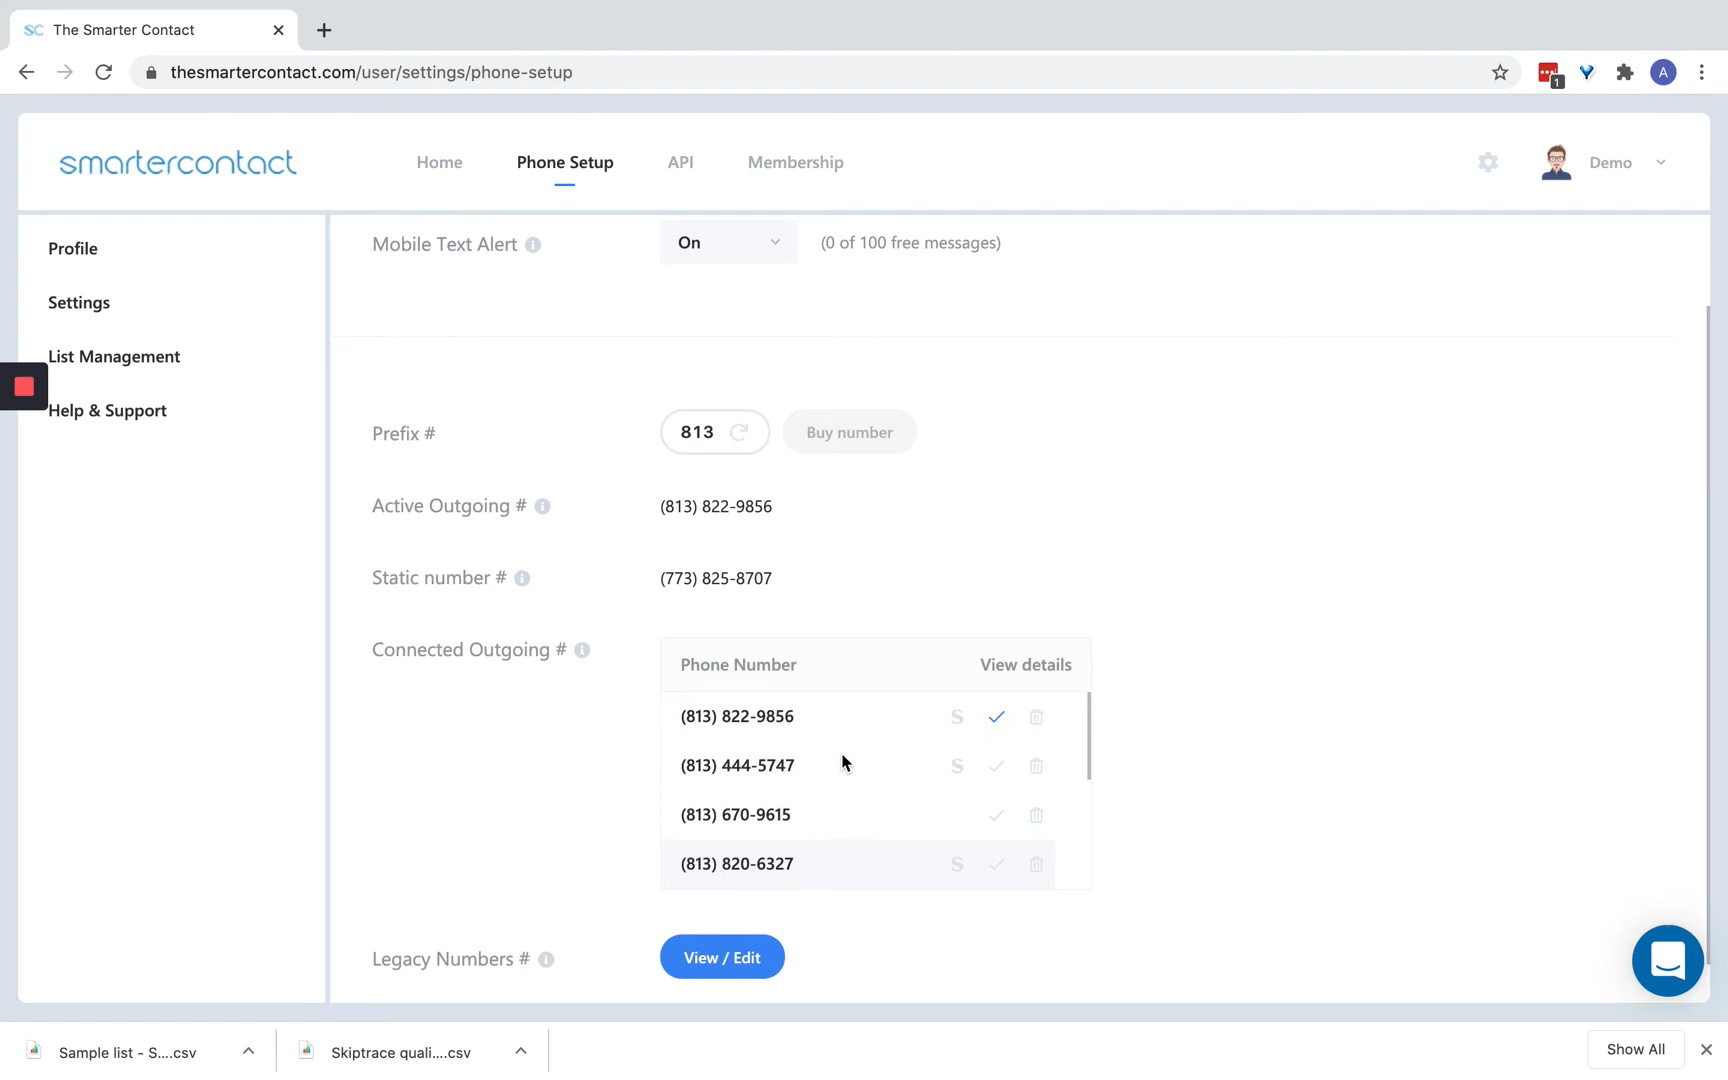 SC The Smarter Contact
thesmartercontact.com/user/settings/phone-setup
1
A
smartercontact
Home
Phone Setup
API
Membership
Demo
Profile
Settings
List Management
Help & Support
Mobile Text Alert
On
(0 of 100 free messages)
Prefix #
813
Buy number
Active Outgoing #
(813) 822-9856
Static number #
(773) 825-8707
Connected Outgoing #
Phone Number
View details
(813) 822-9856
S
(813) 444-5747
S
(813) 670-9615
(813) 820-6327
S
Legacy Numbers #
View / Edit
Sample list - S....csv
Skiptrace quali....csv
Show All